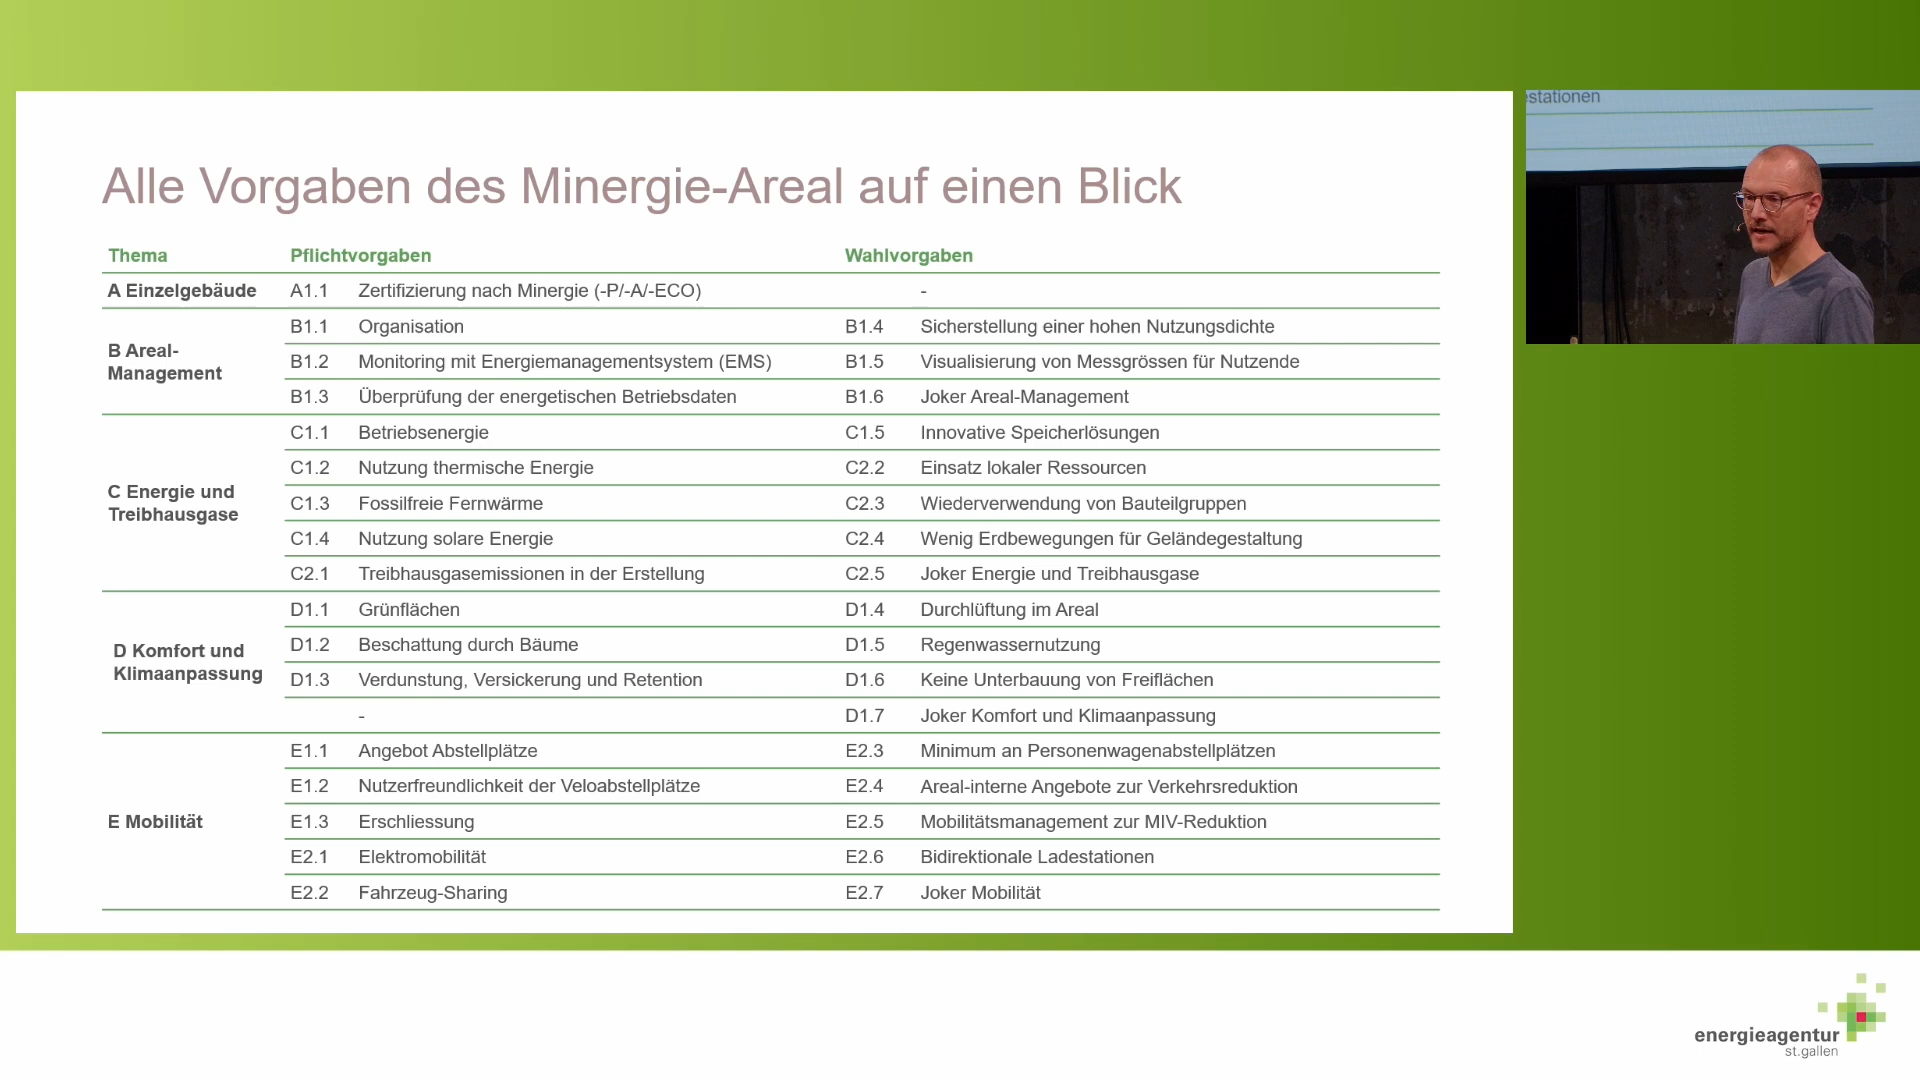 estationen
Alle Vorgaben des Minergie-Areal auf einen Blick
Thema Pflichtvorgaben Wahlvorgaben
A Einzelgebäude A1.1 Zertifizierung nach Minergie (-P/-A/-ECO) -
B Areal-
Management
B1.1 Organisation B1.4 Sicherstellung einer hohen Nutzungsdichte
B1.2 Monitoring mit Energiemanagementsystem (EMS) B1.5 Visualisierung von Messgrössen für Nutzende
B1.3 Überprüfung der energetischen Betriebsdaten B1.6 Joker Areal-Management
C Energie und
Treibhausgase
C1.1 Betriebsenergie C1.5 Innovative Speicherlösungen
C1.2 Nutzung thermische Energie C2.2 Einsatz lokaler Ressourcen
C1.3 Fossilfreie Fernwärme C2.3 Wiederverwendung von Bauteilgruppen
C1.4 Nutzung solare Energie C2.4 Wenig Erdbewegungen für Geländegestaltung
C2.1 Treibhausgasemissionen in der Erstellung C2.5 Joker Energie und Treibhausgase
D Komfort und
Klimaanpassung
D1.1 Grünflächen D1.4 Durchlüftung im Areal
D1.2 Beschattung durch Bäume D1.5 Regenwassernutzung
D1.3 Verdunstung, Versickerung und Retention D1.6 Keine Unterbauung von Freiflächen
- D1.7 Joker Komfort und Klimaanpassung
E Mobilität
E1.1 Angebot Abstellplätze E2.3 Minimum an Personenwagenabstellplätzen
E1.2 Nutzerfreundlichkeit der Veloabstellplätze E2.4 Areal-interne Angebote zur Verkehrsreduktion
E1.3 Erschliessung E2.5 Mobilitätsmanagement zur MIV-Reduktion
E2.1 Elektromobilität E2.6 Bidirektionale Ladestationen
E2.2 Fahrzeug-Sharing E2.7 Joker Mobilität
energieagentur
st.gallen